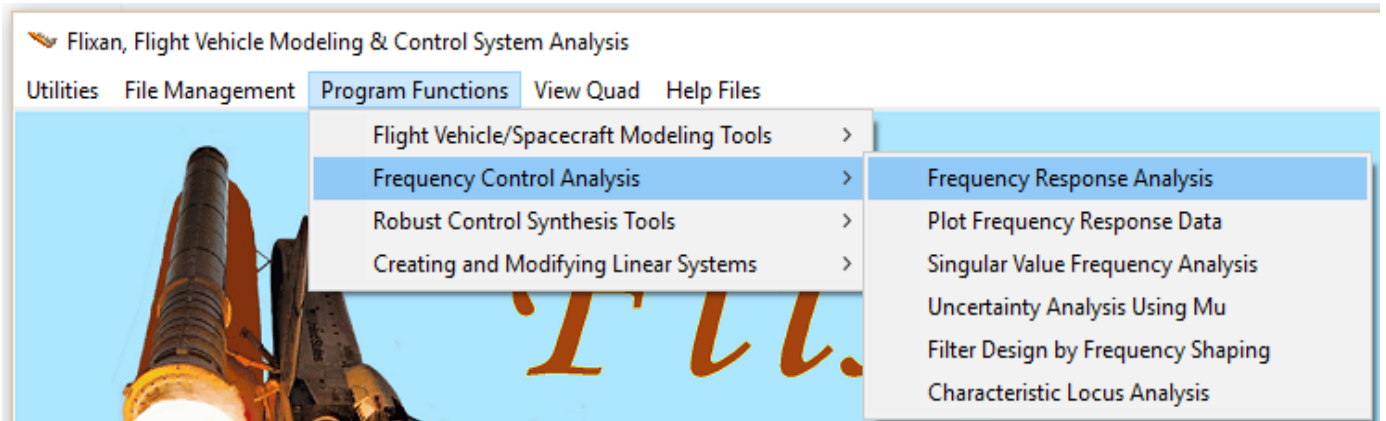 Flixan, Flight Vehicle Modeling & Control System Analysis
Utilities File Management Program Functions View Quad Help Files
Flight Vehicle/Spacecraft Modeling Tools >
Frequency Control Analysis >
Robust Control Synthesis Tools >
Creating and Modifying Linear Systems >
Frequency Response Analysis
Plot Frequency Response Data
Singular Value Frequency Analysis
Uncertainty Analysis Using Mu
Filter Design by Frequency Shaping
Characteristic Locus Analysis